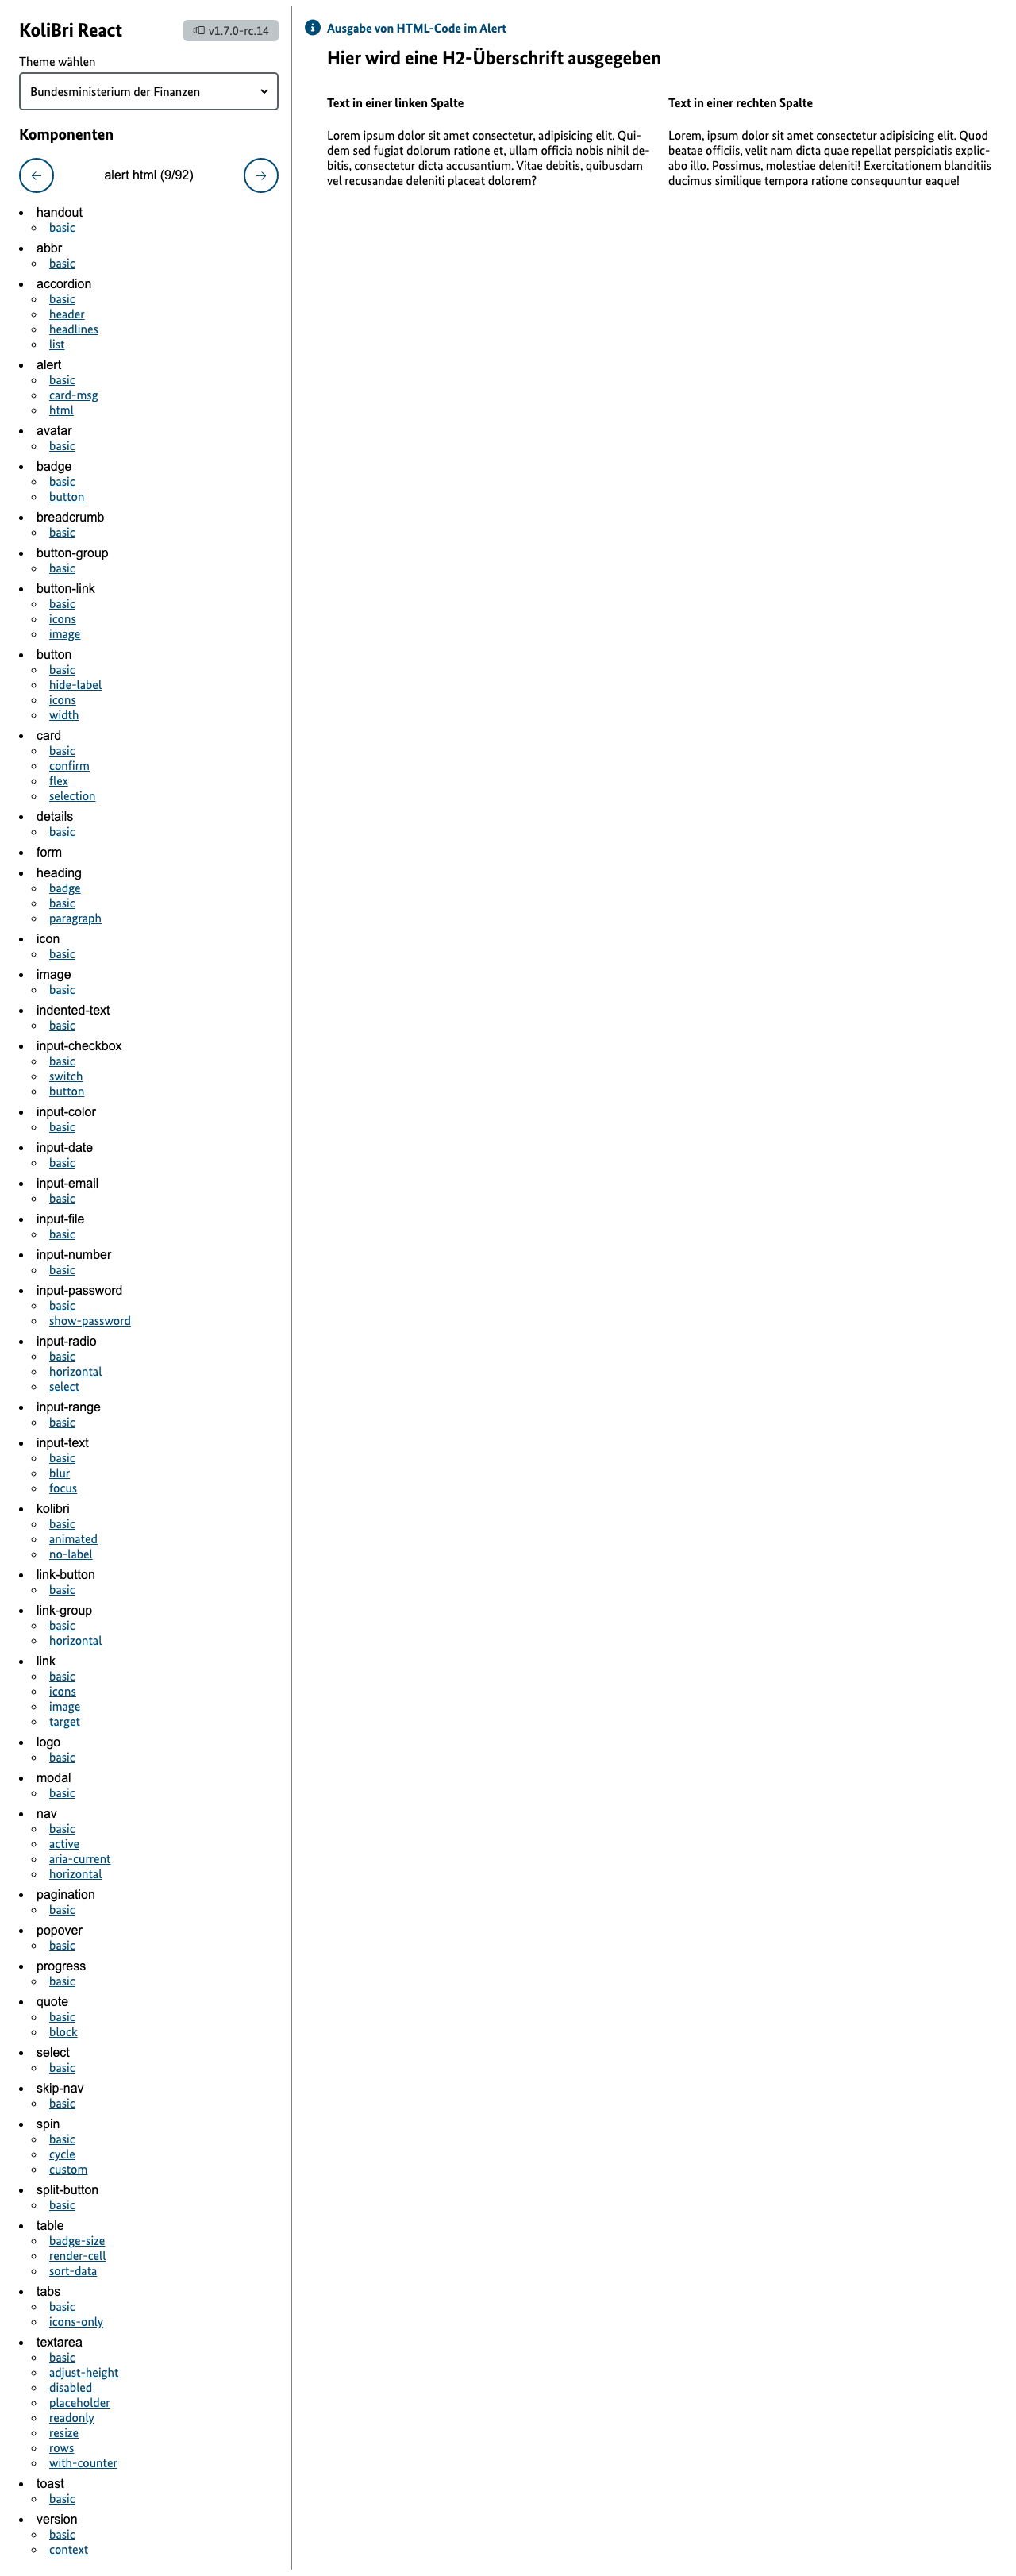 KoliBri React
v1.7.0-rc.14
Theme wählen
Bundesministerium der Finanzen
Komponenten
alert html (9/92)
handout
basic
abbr
basic
accordion
basic
header
headlines
list
alert
basic
card-msg
html
avatar
basic
badge
basic
button
breadcrumb
basic
button-group
basic
button-link
basic
icons
image
button
basic
hide-label
icons
width
card
basic
confirm
flex
selection
details
basic
form
heading
badge
basic
paragraph
icon
basic
image
basic
indented-text
basic
input-checkbox
basic
switch
button
input-color
basic
input-date
basic
input-email
basic
input-file
basic
input-number
basic
input-password
basic
show-password
input-radio
basic
horizontal
select
input-range
basic
input-text
basic
blur
focus
kolibri
basic
animated
no-label
link-button
basic
link-group
basic
horizontal
link
basic
icons
image
target
logo
basic
modal
basic
nav
basic
active
aria-current
horizontal
pagination
basic
popover
basic
progress
basic
quote
basic
block
select
basic
skip-nav
basic
spin
basic
cycle
custom
split-button
basic
table
badge-size
render-cell
sort-data
tabs
basic
icons-only
textarea
basic
adjust-height
disabled
placeholder
readonly
resize
rows
with-counter
toast
basic
version
basic
context
Ausgabe von HTML-Code im Alert
Hier wird eine H2-Überschrift ausgegeben
Text in einer linken Spalte
Lorem ipsum dolor sit amet consectetur, adipisicing elit. Qui-
dem sed fugiat dolorum ratione et, ullam officia nobis nihil de-
bitis, consectetur dicta accusantium. Vitae debitis, quibusdam
vel recusandae deleniti placeat dolorem?
Text in einer rechten Spalte
Lorem, ipsum dolor sit amet consectetur adipisicing elit. Quod
beatae officiis, velit nam dicta quae repellat perspiciatis explic-
abo illo. Possimus, molestiae deleniti! Exercitationem blanditiis
ducimus similique tempora ratione consequuntur eaque!